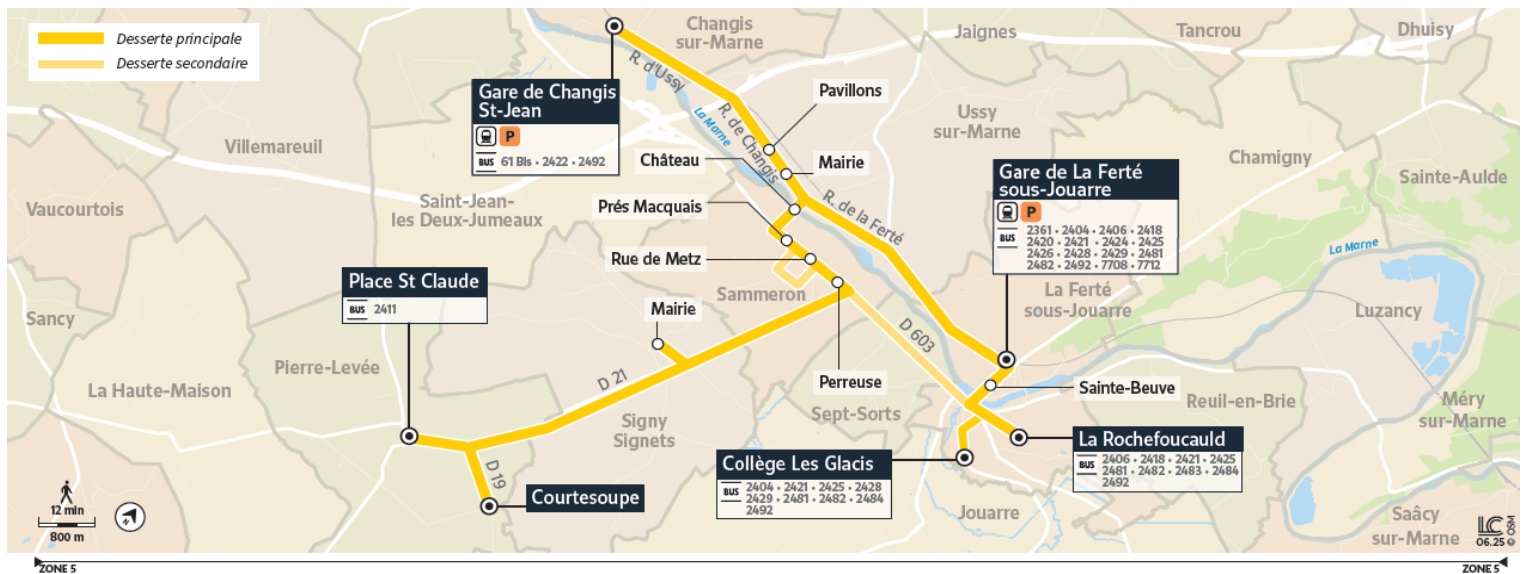 Desserte principale
Desserte secondaire
Changis
sur-Marne
Jaignes
Tancrou
Dhuisy
R. d'Ussy
Gare de Changis
St-Jean
P
BUS 61 Bis • 2422 • 2492
La Marne
R. de Changis
Pavillons
Ussy
sur-Marne
Villemareuil
Château
Mairie
Chamigny
Gare de La Ferté
sous-Jouarre
P
BUS
2361 • 2404 • 2406 • 2418
2420 • 2421 • 2424 • 2425
2426 • 2428 • 2429 • 2481
2482 • 2492 • 7708 • 7712
Sainte-Aulde
Vaucourtois
Saint-Jean-
les Deux-Jumeaux
Prés Macquais
R. de la Ferté
La Marne
Rue de Metz
Place St Claude
BUS 2411
Sammeron
La Ferté
sous-Jouarre
Luzancy
Sancy
Mairie
D 603
Pierre-Levée
La Haute-Maison
D 21
Perreuse
Sainte-Beuve
Sept-Sorts
Reuil-en-Brie
Méry
sur-Marne
Signy
Signets
La Rochefoucauld
BUS
2406 • 2418 • 2421 • 2425
2481 • 2482 • 2483 • 2484
2492
Collège Les Glacis
BUS
2404 • 2421 • 2425 • 2428
2429 • 2481 • 2482 • 2484
2492
D 19
Courtesoupe
Jouarre
Saâcy
sur-Marne
12 min
800 m
LC
06.25
© OSM
ZONE 5
ZONE 5